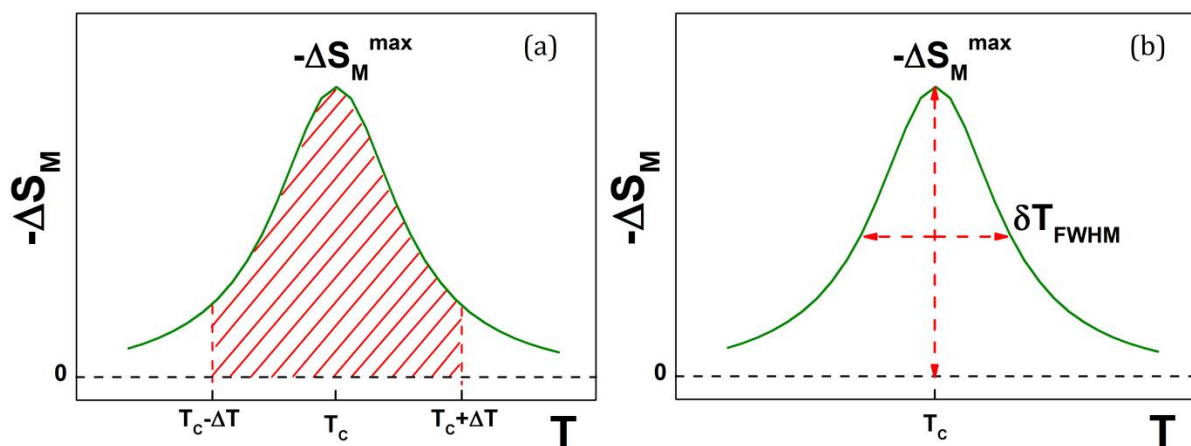 (a)
-ΔS_M^max
-ΔS_M
0
T_C-ΔT
T_C
T_C+ΔT
T
(b)
-ΔS_M^max
-ΔS_M
δT_FWHM
0
T_C
T